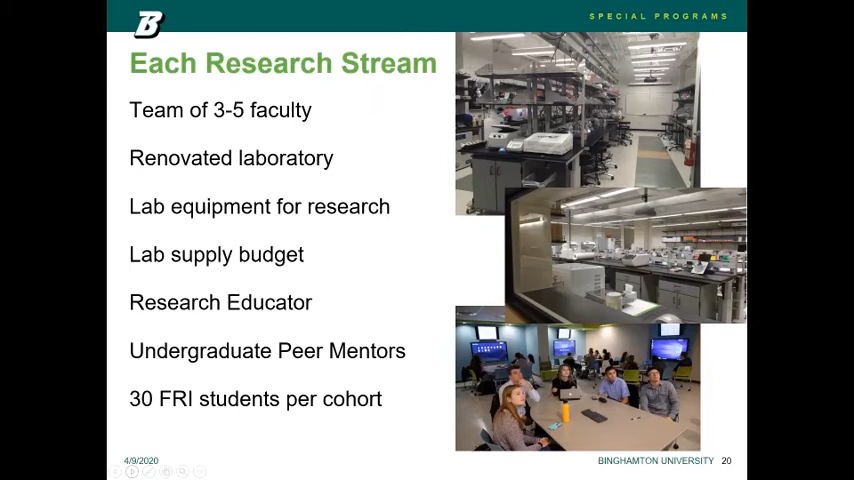 B
SPECIAL PROGRAMS
Each Research Stream
Team of 3-5 faculty
Renovated laboratory
Lab equipment for research
Lab supply budget
Research Educator
Undergraduate Peer Mentors
30 FRI students per cohort
4/9/2020
BINGHAMTON UNIVERSITY 20